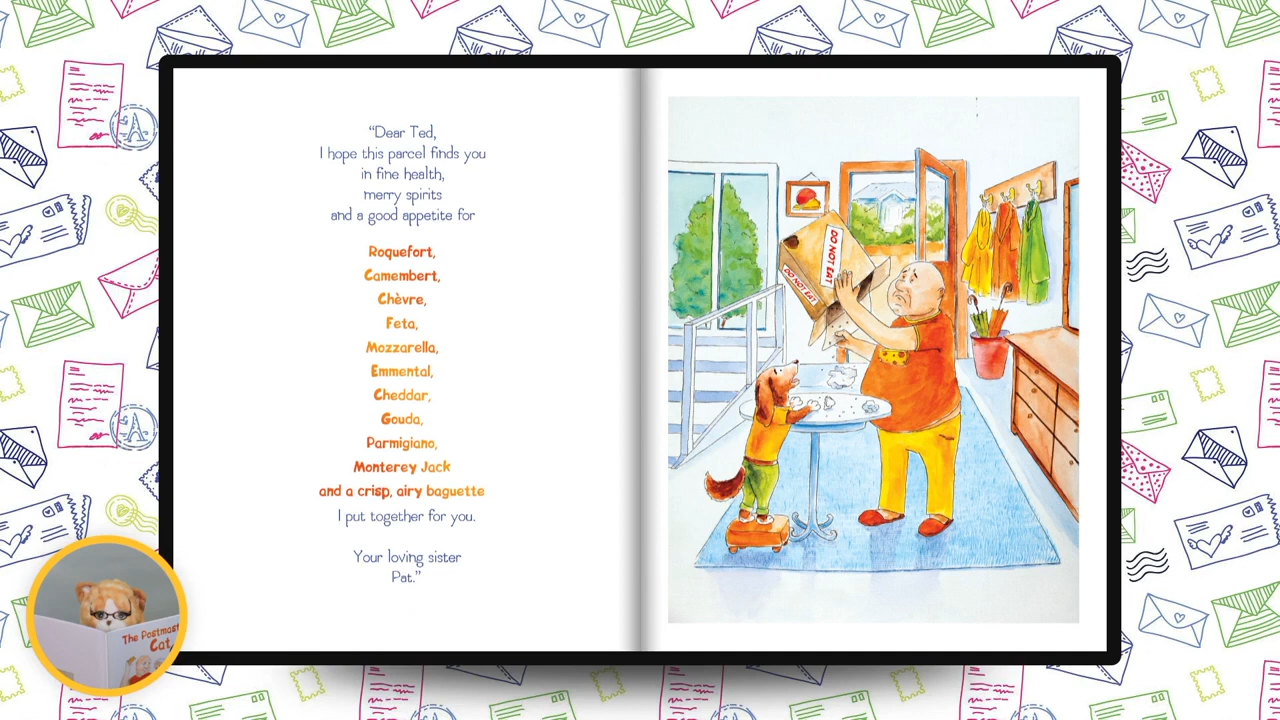 “Dear Ted,
I hope this parcel finds you
in fine health,
merry spirits
and a good appetite for
Roquefort,
Camembert,
Chèvre,
Feta,
Mozzarella,
Emmental,
Cheddar,
Gouda,
Parmigiano,
Monterey Jack
and a crisp, airy baguette
I put together for you.
Your loving sister
Pat.”
DO NOT EAT
DO NOT EAT
The Postmast
Cat